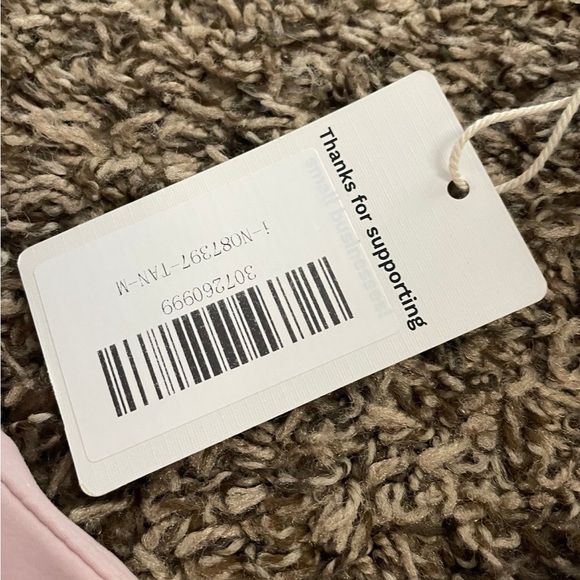 Thanks for supporting
small businesses!
307260999
i-N087397-TAN-M